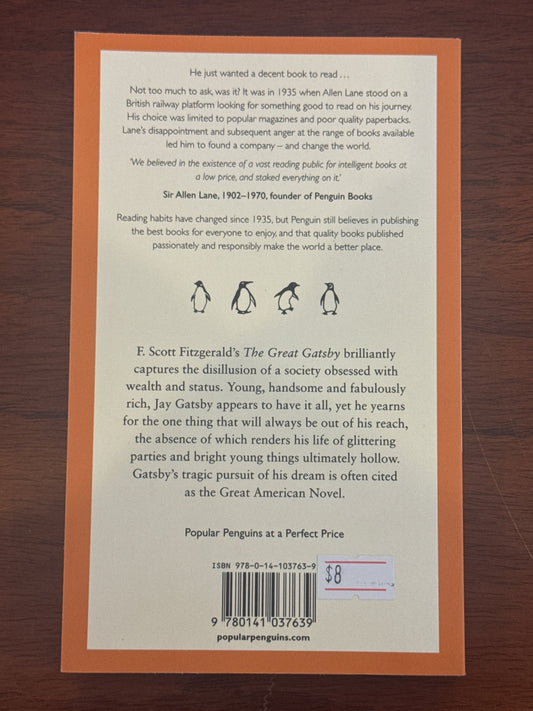 He just wanted a decent book to read ...
Not too much to ask, was it? It was in 1935 when Allen Lane stood on a
British railway platform looking for something good to read on his journey.
His choice was limited to popular magazines and poor quality paperbacks.
Lane's disappointment and subsequent anger at the range of books available
led him to found a company – and change the world.
'We believed in the existence of a vast reading public for intelligent books at
a low price, and staked everything on it.'
Sir Allen Lane, 1902–1970, founder of Penguin Books
Reading habits have changed since 1935, but Penguin still believes in publishing
the best books for everyone to enjoy, and that quality books published
passionately and responsibly make the world a better place.
F. Scott Fitzgerald's The Great Gatsby brilliantly
captures the disillusion of a society obsessed with
wealth and status. Young, handsome and fabulously
rich, Jay Gatsby appears to have it all, yet he yearns
for the one thing that will always be out of his reach,
the absence of which renders his life of glittering
parties and bright young things ultimately hollow.
Gatsby's tragic pursuit of his dream is often cited
as the Great American Novel.
Popular Penguins at a Perfect Price
ISBN 978-0-14-103763-9
$8
9 780141 037639
popularpenguins.com